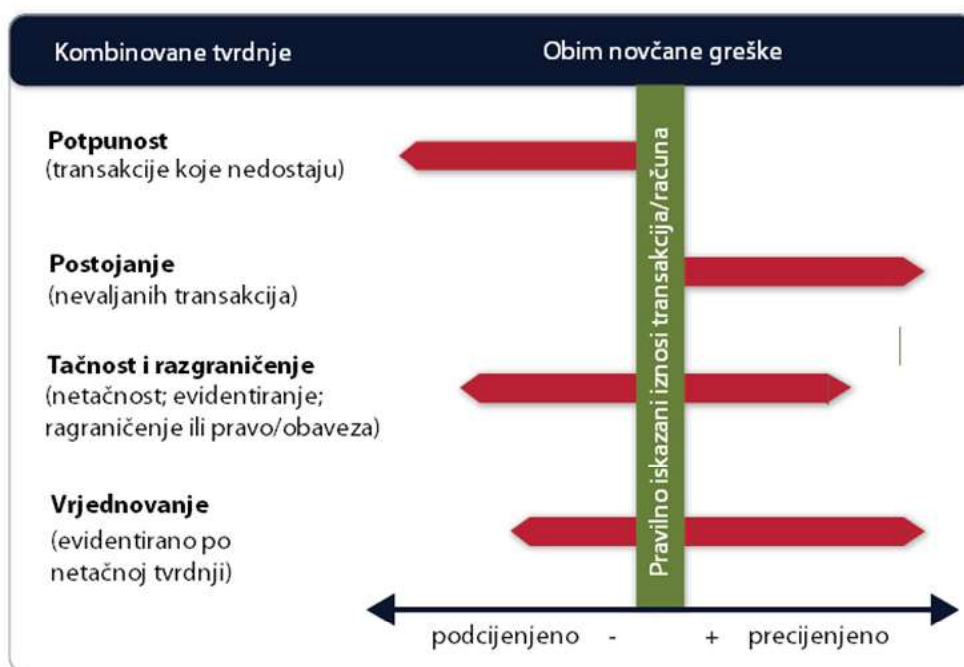 Kombinovane tvrdnje
Obim novčane greške
Potpunost
(transakcije koje nedostaju)
Postojanje
(nevaljanih transakcija)
Tačnost i razgraničenje
(netačnost; evidentiranje;
ragraničenje ili pravo/obaveza)
Vrjednovanje
(evidentirano po
netačnoj tvrdnji)
Pravilno iskazani iznosi transakcija/računa
podcijenjeno - + precijenjeno